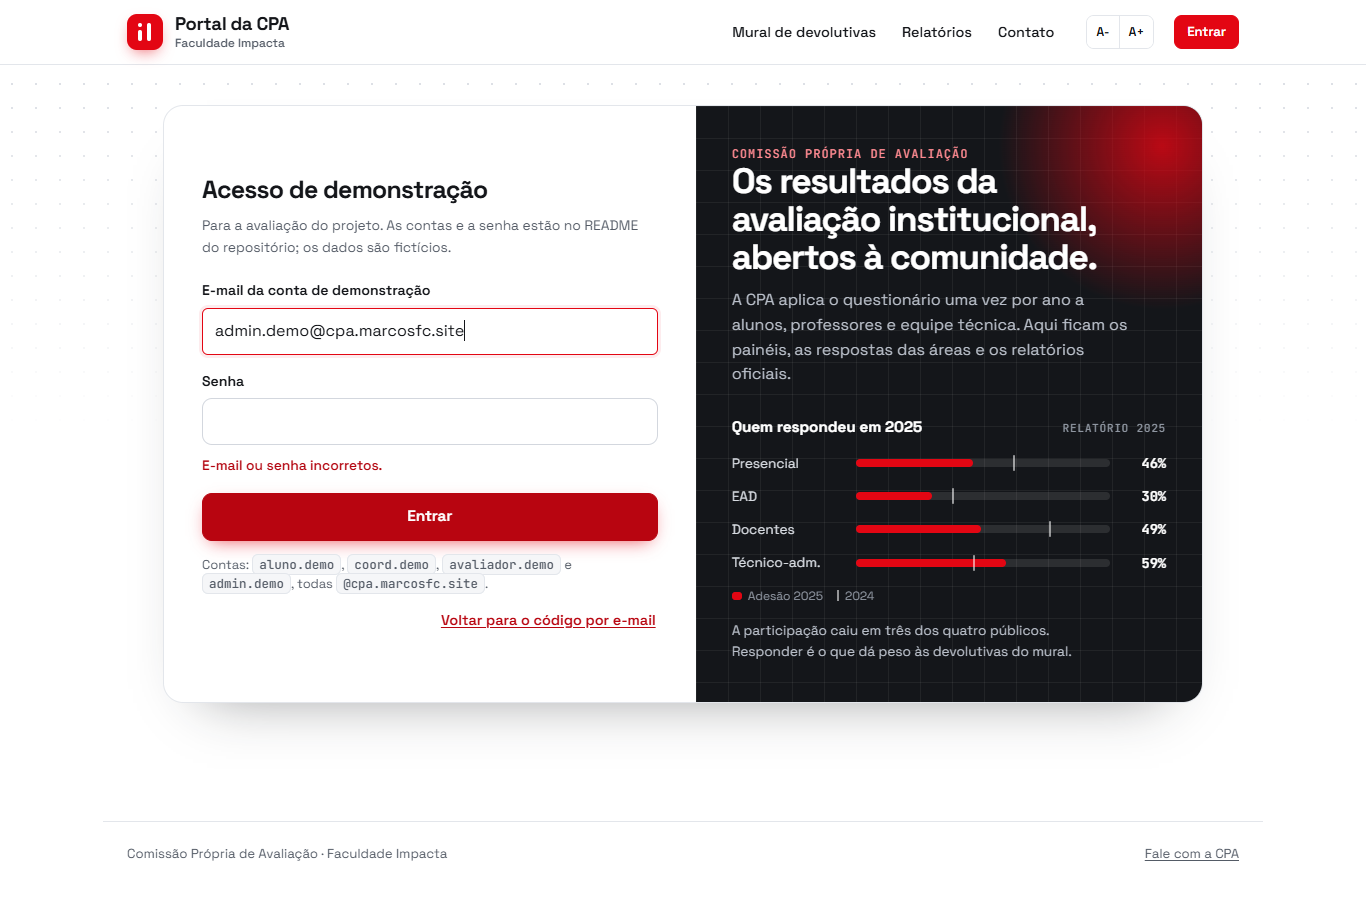 Portal da CPA
Faculdade Impacta
Mural de devolutivas
Relatórios
Contato
A-
A+
Entrar
Acesso de demonstração
Para a avaliação do projeto. As contas e a senha estão no README
do repositório; os dados são fictícios.
E-mail da conta de demonstração
admin.demo@cpa.marcosfc.site
Senha
E-mail ou senha incorretos.
Entrar
Contas: aluno.demo, coord.demo, avaliador.demo e
admin.demo, todas @cpa.marcosfc.site.
Voltar para o código por e-mail
COMISSÃO PRÓPRIA DE AVALIAÇÃO
Os resultados da
avaliação institucional,
abertos à comunidade.
A CPA aplica o questionário uma vez por ano a
alunos, professores e equipe técnica. Aqui ficam os
painéis, as respostas das áreas e os relatórios
oficiais.
Quem respondeu em 2025
RELATÓRIO 2025
Presencial 46%
EAD 30%
Docentes 49%
Técnico-adm. 59%
Adesão 2025 2024
A participação caiu em três dos quatro públicos.
Responder é o que dá peso às devolutivas do mural.
Comissão Própria de Avaliação · Faculdade Impacta
Fale com a CPA